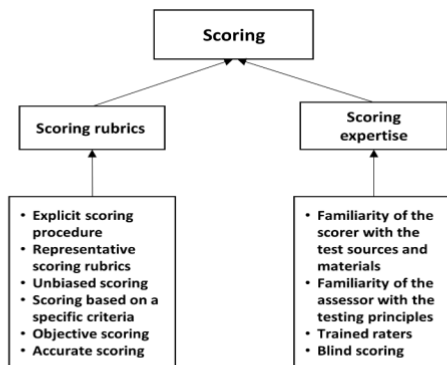 Scoring
Scoring rubrics
Scoring
expertise
• Explicit scoring
procedure
• Representative
scoring rubrics
• Unbiased scoring
• Scoring based on a
specific criteria
• Objective scoring
• Accurate scoring
• Familiarity of the
scorer with the
test sources and
materials
• Familiarity of the
assessor with the
testing principles
• Trained raters
• Blind scoring